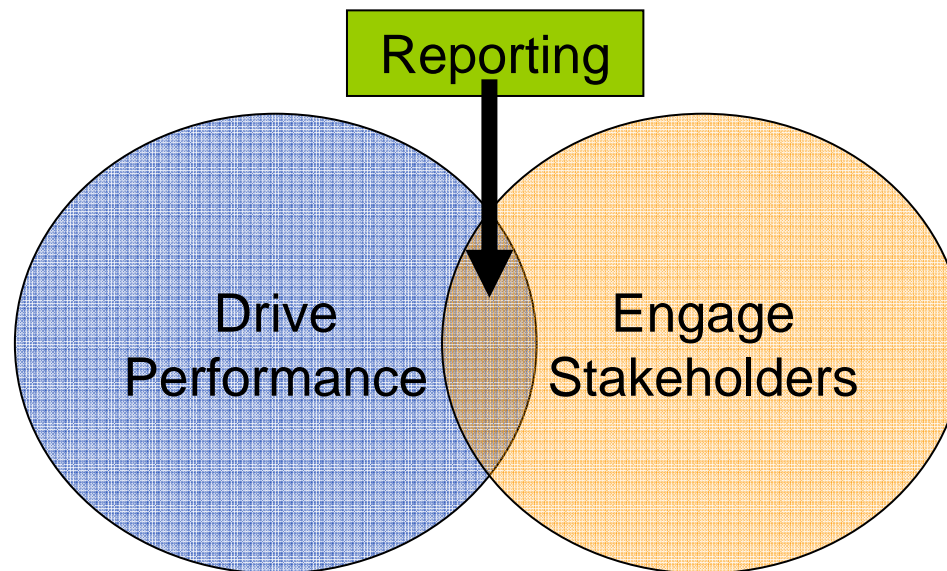 Reporting
Drive
Performance
Engage
Stakeholders